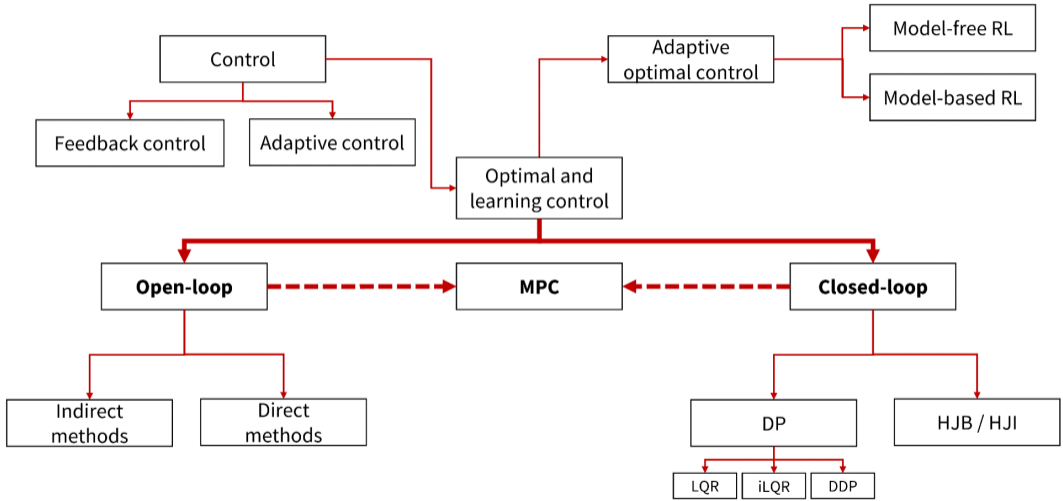 Model-free RL
Adaptive
optimal control
Control
Model-based RL
Feedback control
Adaptive control
Optimal and
learning control
Open-loop
MPC
Closed-loop
Indirect
methods
Direct
methods
DP
HJB / HJI
LQR
iLQR
DDP